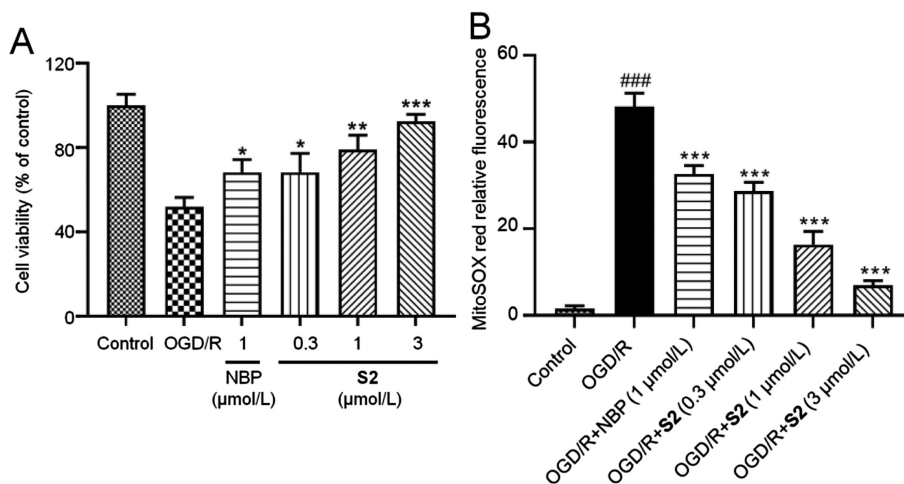 A
Cell viability (% of control)
120
80
40
0
*
*
**
***
Control
OGD/R
1
0.3
1
3
NBP
(μmol/L)
S2
(μmol/L)
B
MitoSOX red relative fluorescence
60
40
20
0
###
***
***
***
***
Control
OGD/R
OGD/R+NBP (1 μmol/L)
OGD/R+S2 (0.3 μmol/L)
OGD/R+S2 (1 μmol/L)
OGD/R+S2 (3 μmol/L)